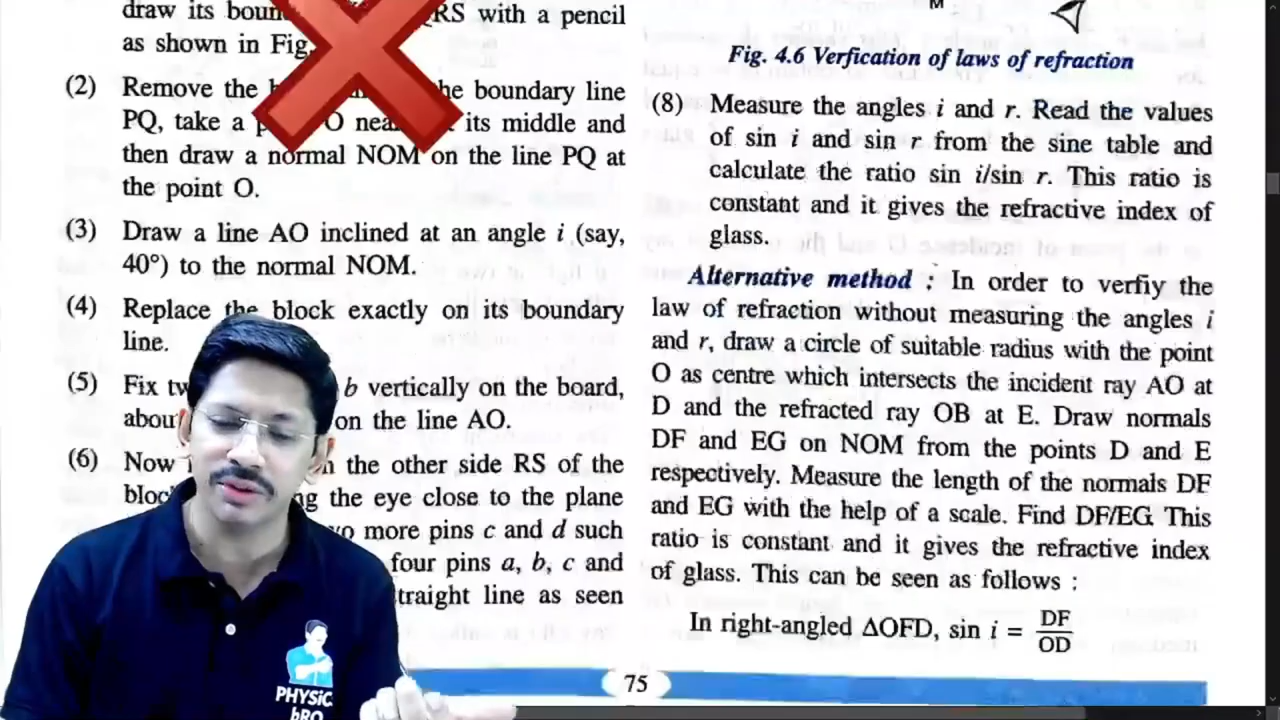 draw its boun RS with a pencil
as shown in Fig.
(2) Remove the the boundary line
PQ, take a O near its middle and
then draw a normal NOM on the line PQ at
the point O.
(3) Draw a line AO inclined at an angle i (say,
40°) to the normal NOM.
(4) Replace the block exactly on its boundary
line.
(5) Fix b vertically on the board,
on the line AO.
(6) Now the other side RS of the
the eye close to the plane
more pins c and d such
four pins a, b, c and
straight line as seen
M
Fig. 4.6 Verfication of laws of refraction
(8) Measure the angles i and r. Read the values
of sin i and sin r from the sine table and
calculate the ratio sin i/sin r. This ratio is
constant and it gives the refractive index of
glass.
Alternative method : In order to verfiy the
law of refraction without measuring the angles i
and r, draw a circle of suitable radius with the point
O as centre which intersects the incident ray AO at
D and the refracted ray OB at E. Draw normals
DF and EG on NOM from the points D and E
respectively. Measure the length of the normals DF
and EG with the help of a scale. Find DF/EG. This
ratio is constant and it gives the refractive index
of glass. This can be seen as follows :
In right-angled ΔOFD, sin i = DF
OD
75
PHYSIC
bRO